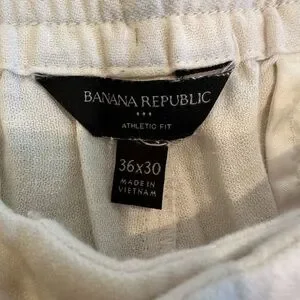 BANANA REPUBLIC
ATHLETIC FIT
36x30
MADE IN
VIETNAM